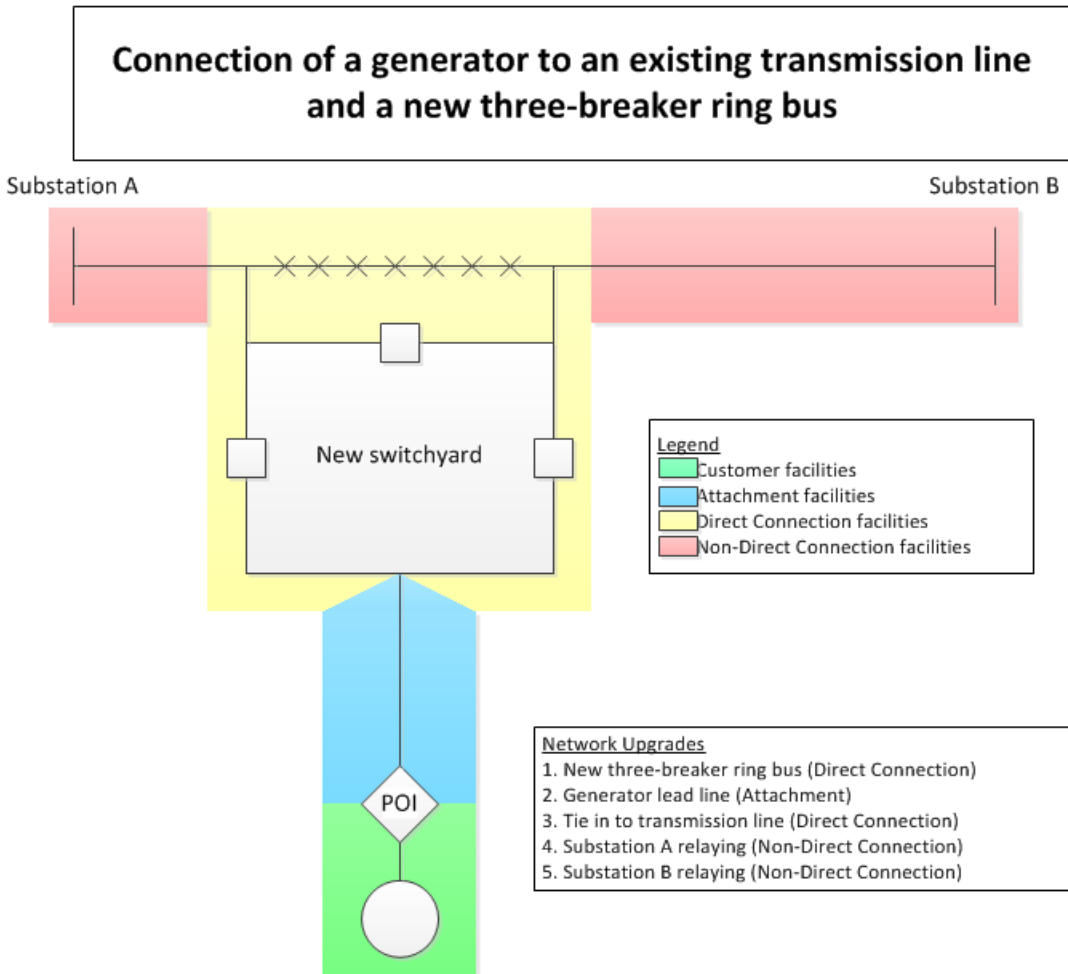 Connection of a generator to an existing transmission line
and a new three-breaker ring bus
Substation A
Substation B
New switchyard
Legend
Customer facilities
Attachment facilities
Direct Connection facilities
Non-Direct Connection facilities
POI
Network Upgrades
1. New three-breaker ring bus (Direct Connection)
2. Generator lead line (Attachment)
3. Tie in to transmission line (Direct Connection)
4. Substation A relaying (Non-Direct Connection)
5. Substation B relaying (Non-Direct Connection)